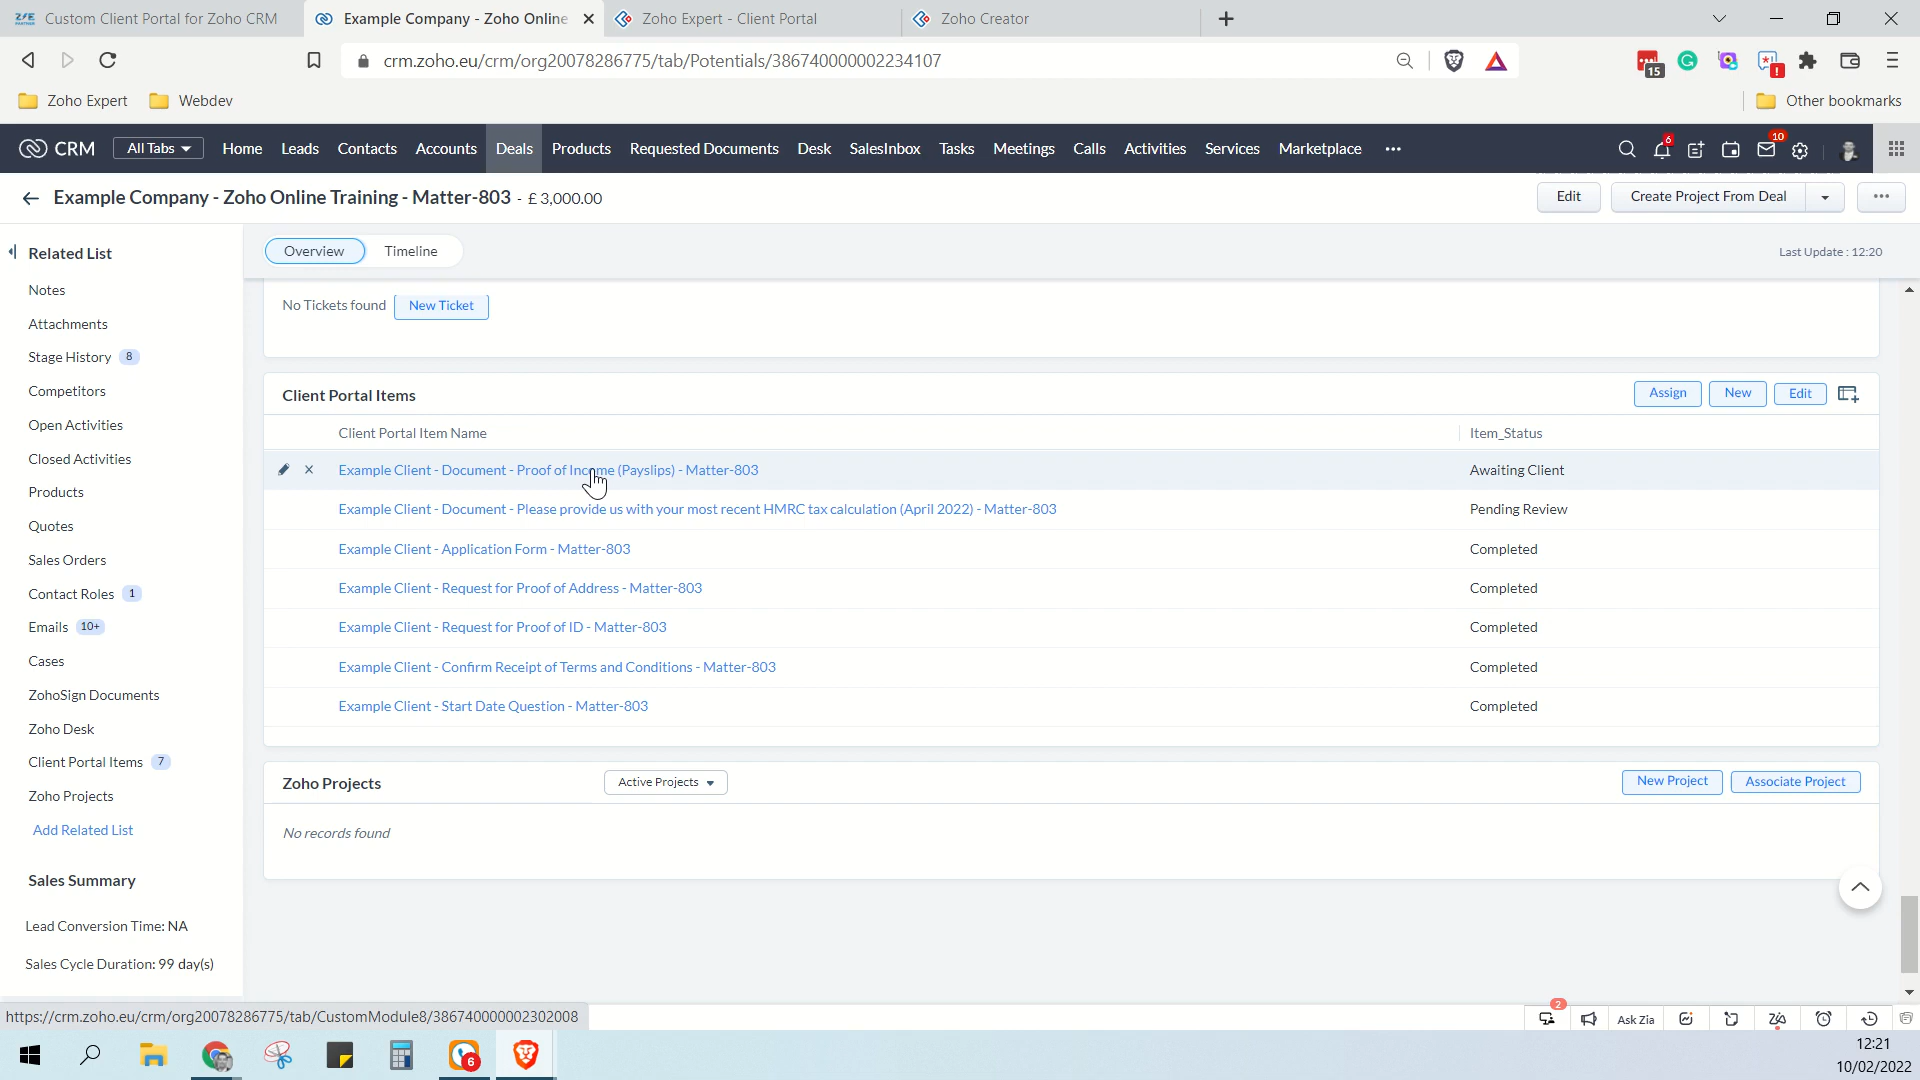 Custom Client Portal for Zoho CRM
Example Company - Zoho Online
Zoho Expert - Client Portal
Zoho Creator
crm.zoho.eu/crm/org20078286775/tab/Potentials/386740000002234107
15
Zoho Expert
Webdev
Other bookmarks
CRM
All Tabs
Home
Leads
Contacts
Accounts
Deals
Products
Requested Documents
Desk
SalesInbox
Tasks
Meetings
Calls
Activities
Services
Marketplace
6
10
Example Company - Zoho Online Training - Matter-803 - £ 3,000.00
Edit
Create Project From Deal
Related List
Overview
Timeline
Last Update : 12:20
Notes
Attachments
Stage History 8
Competitors
Open Activities
Closed Activities
Products
Quotes
Sales Orders
Contact Roles 1
Emails 10+
Cases
ZohoSign Documents
Zoho Desk
Client Portal Items 7
Zoho Projects
Add Related List
Sales Summary
Lead Conversion Time: NA
Sales Cycle Duration: 99 day(s)
No Tickets found
New Ticket
Client Portal Items
Assign
New
Edit
Client Portal Item Name
Item_Status
Example Client - Document - Proof of Income (Payslips) - Matter-803
Awaiting Client
Example Client - Document - Please provide us with your most recent HMRC tax calculation (April 2022) - Matter-803
Pending Review
Example Client - Application Form - Matter-803
Completed
Example Client - Request for Proof of Address - Matter-803
Completed
Example Client - Request for Proof of ID - Matter-803
Completed
Example Client - Confirm Receipt of Terms and Conditions - Matter-803
Completed
Example Client - Start Date Question - Matter-803
Completed
Zoho Projects
Active Projects
New Project
Associate Project
No records found
https://crm.zoho.eu/crm/org20078286775/tab/CustomModule8/386740000002302008
2
Ask Zia
6
12:21
10/02/2022